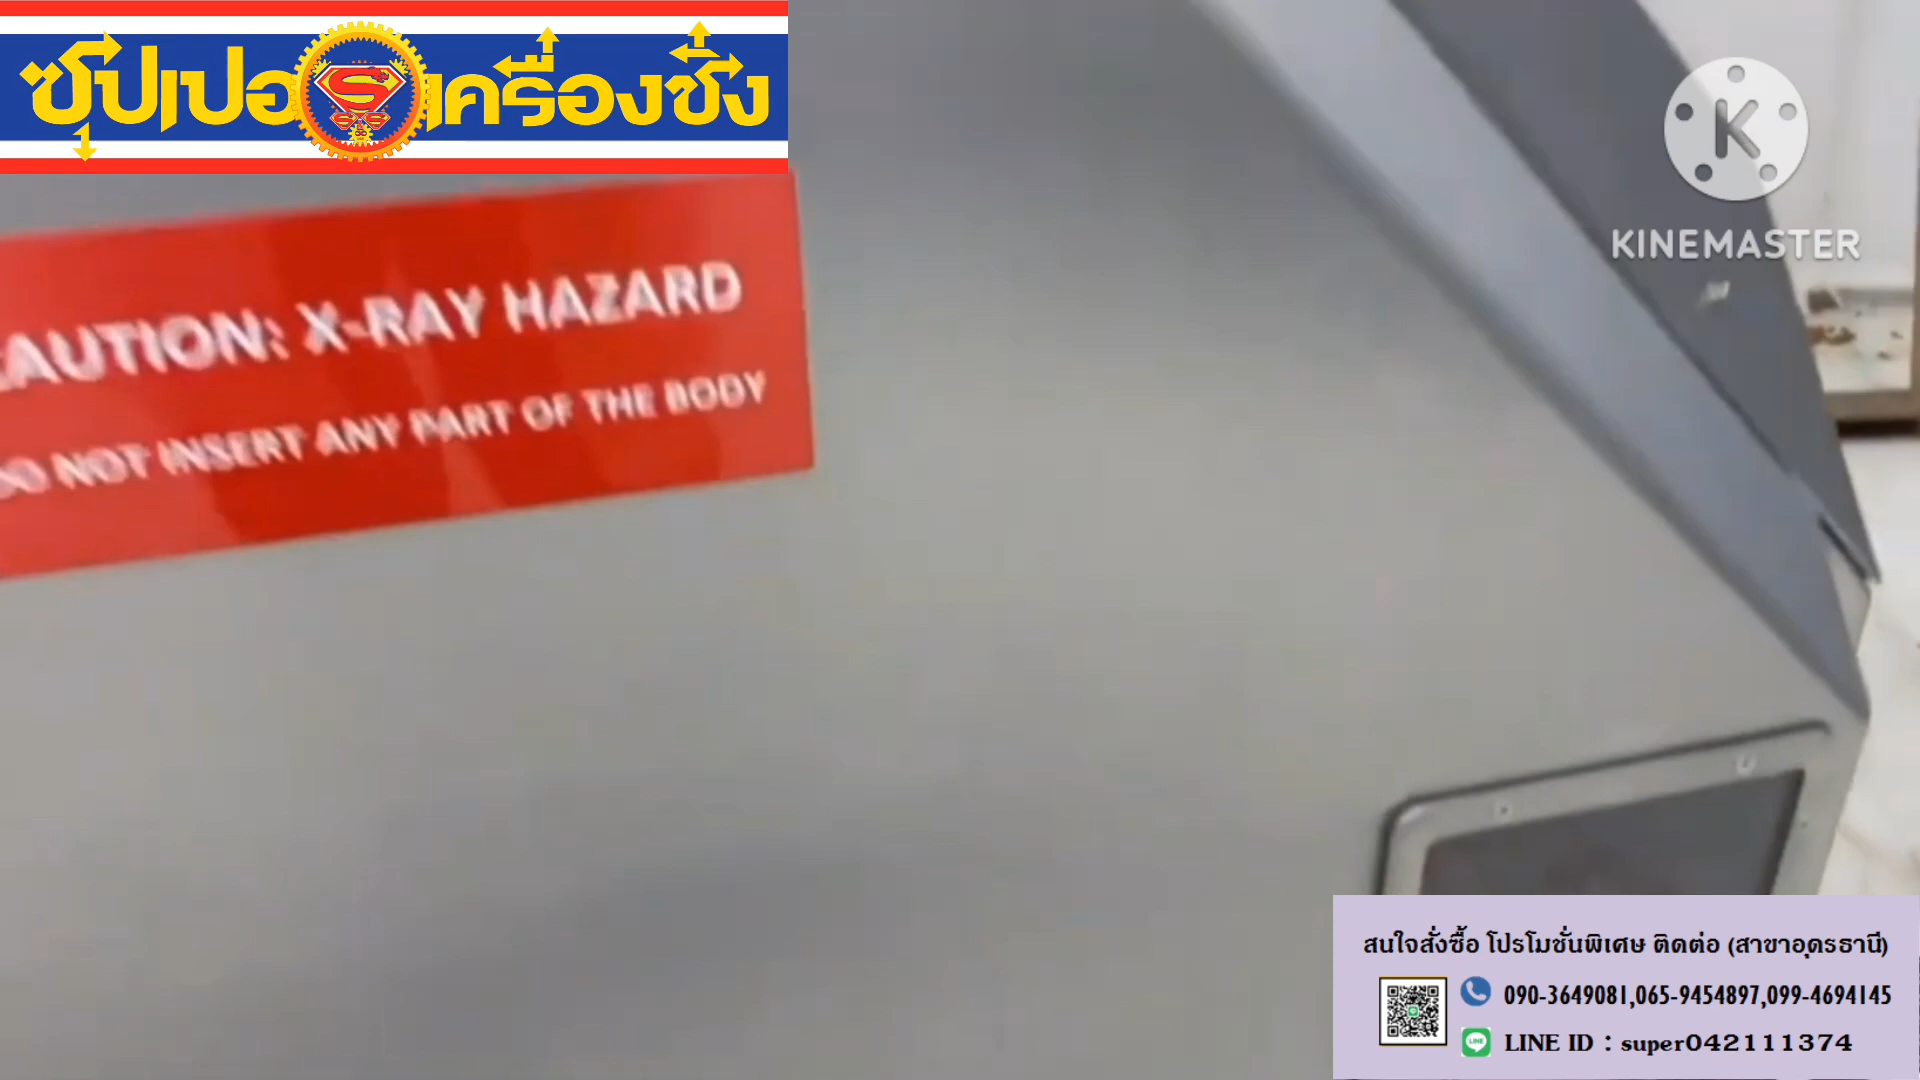 ซุปเปอร์เครื่องชั่ง
KINEMASTER
CAUTION: X-RAY HAZARD
DO NOT INSERT ANY PART OF THE BODY
สนใจสั่งซื้อ โปรโมชั่นพิเศษ ติดต่อ (สาขาอุดรธานี)
090-3649081,065-9454897,099-4694145
LINE ID : super042111374